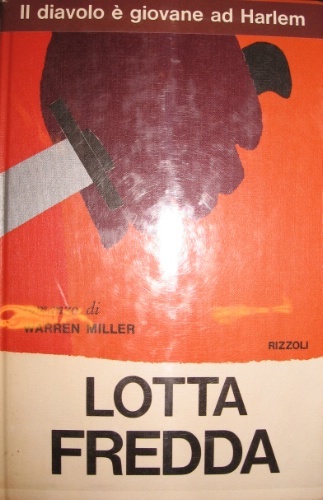 Il diavolo è giovane ad Harlem
di
WARREN MILLER
RIZZOLI
LOTTA
FREDDA